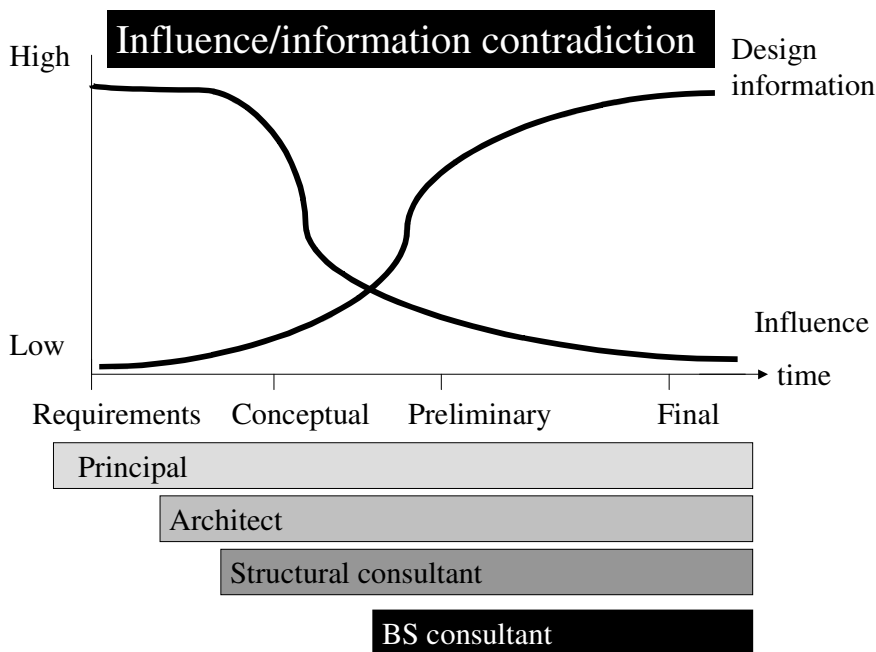 Influence/information contradiction
High
Design
information
Low
Influence
time
Requirements Conceptual Preliminary Final
Principal
Architect
Structural consultant
BS consultant